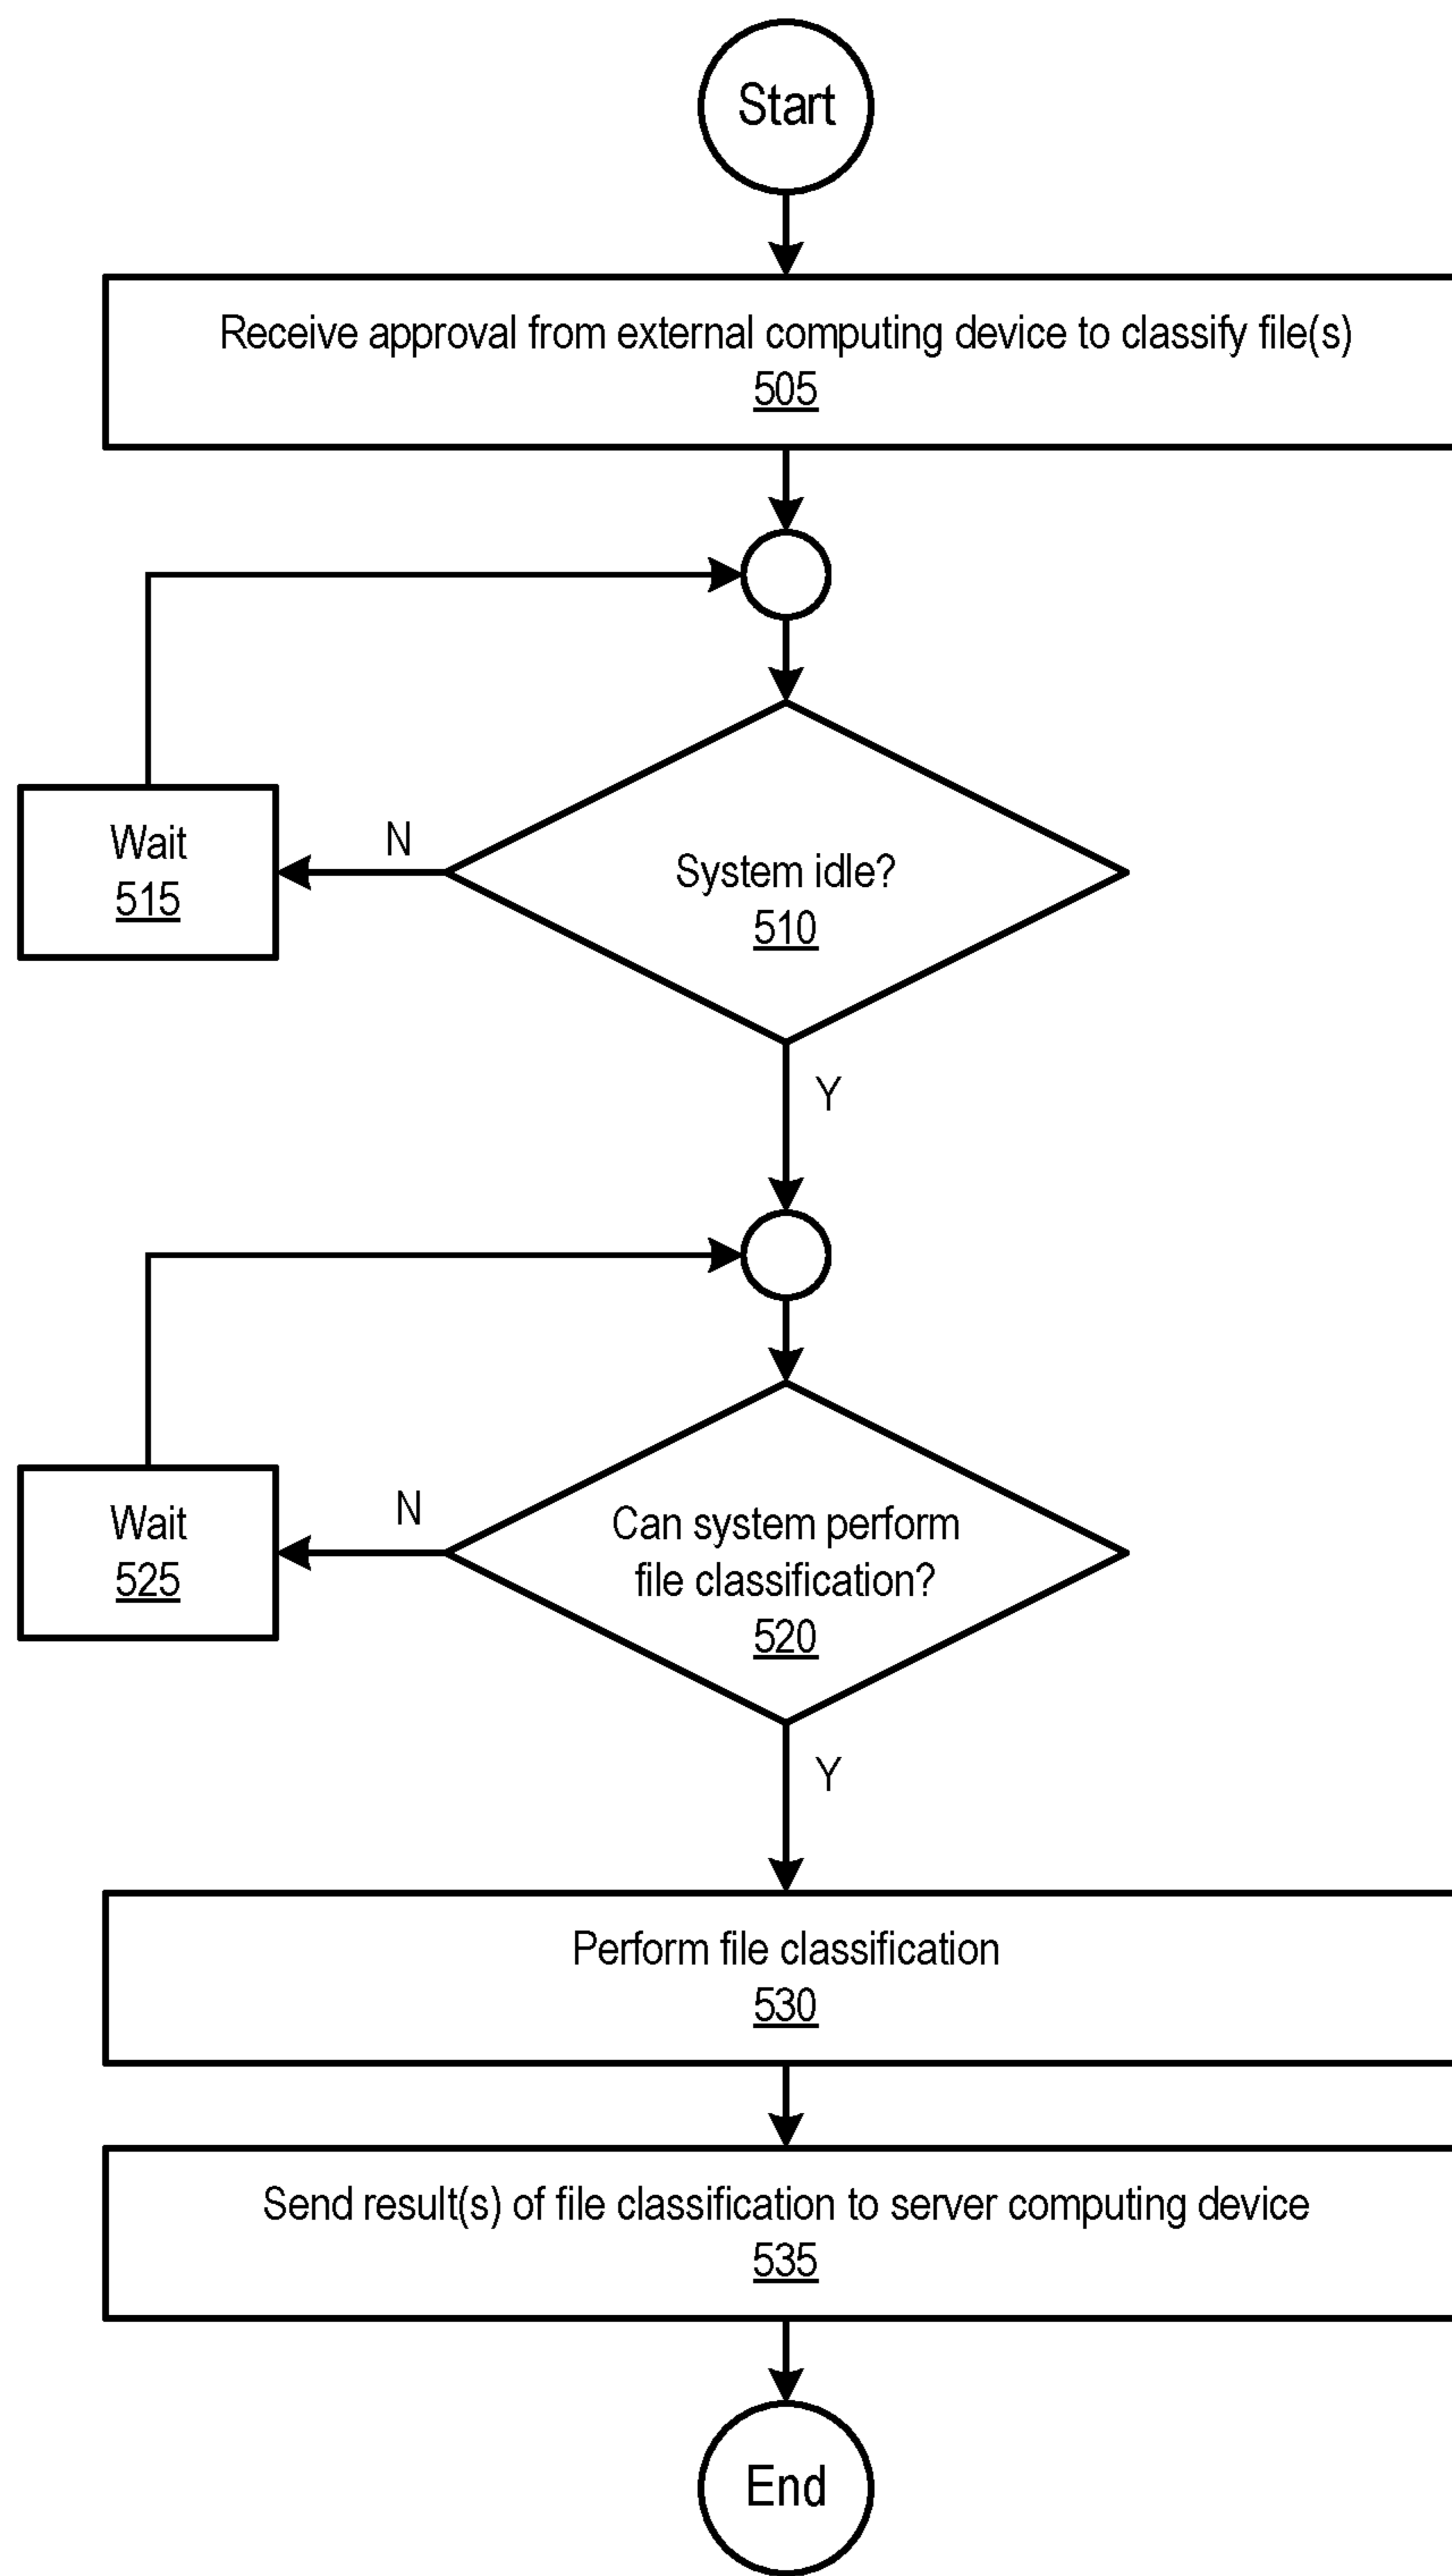 Start
Receive approval from external computing device to classify file(s)
505
Wait
515
N
System idle?
510
Y
Wait
525
N
Can system perform
file classification?
520
Y
Perform file classification
530
Send result(s) of file classification to server computing device
535
End